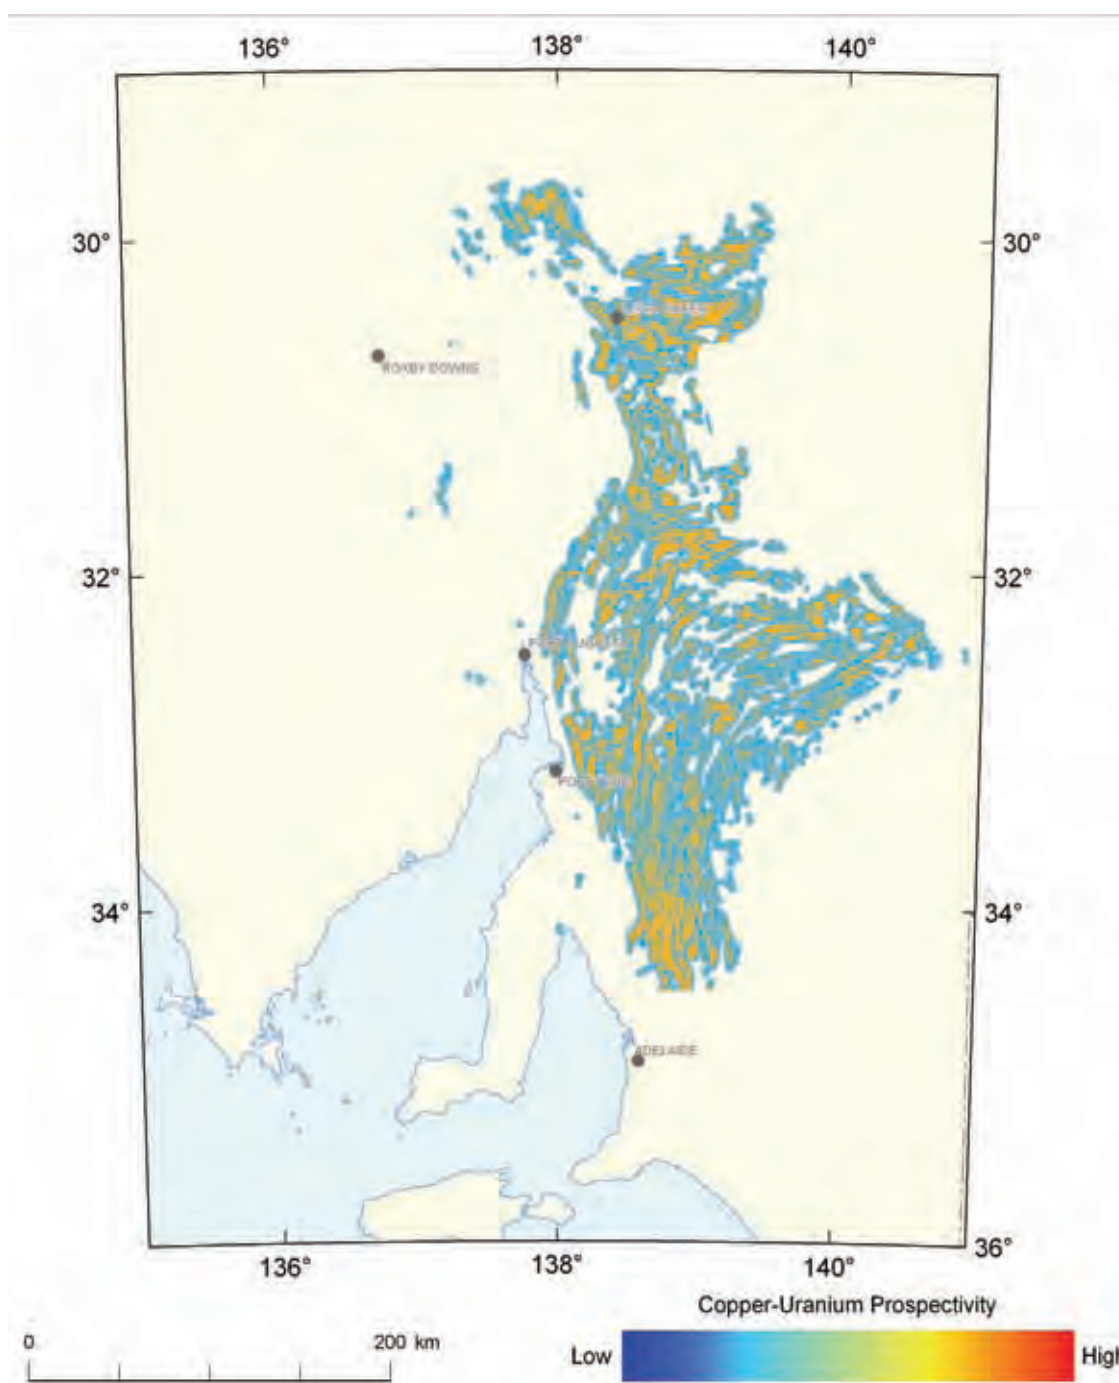 136° 138° 140°
30° 30°
ROXBY DOWNS
32° 32°
34° 34°
ADELAIDE
36°
136° 138° 140°
Copper-Uranium Prospectivity
0 200 km
Low High